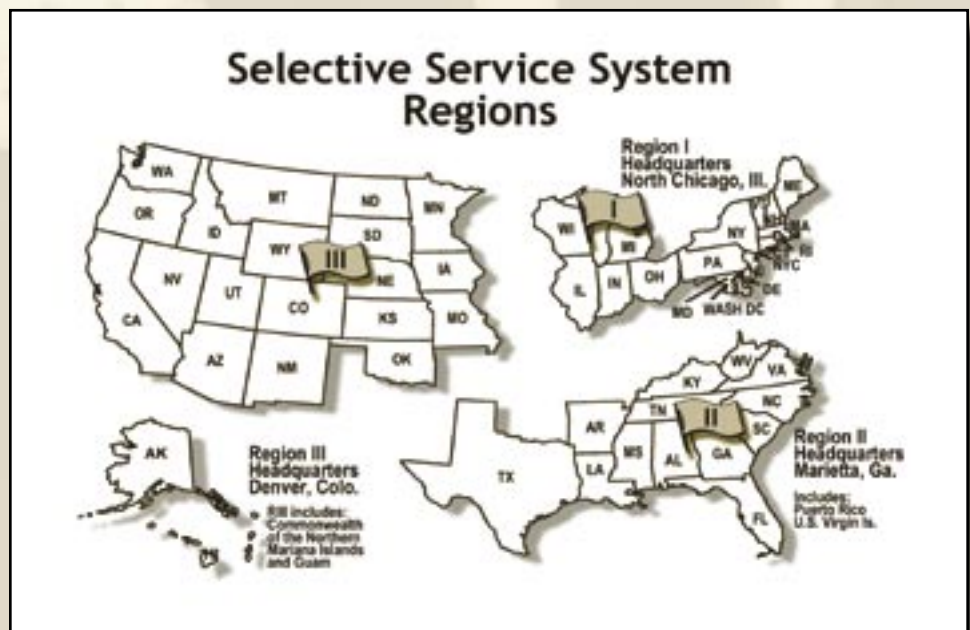 Selective Service System
Regions
Region I
Headquarters
North Chicago, Ill.
WA
MT
ND
MN
OR
ID
WY
SD
III
NE
IA
NV
UT
CO
KS
MO
CA
AZ
NM
OK
I
WI
MI
ME
NY
MA
RI
NYC
PA
OH
IN
IL
DE
MD
WASH DC
WV
VA
KY
NC
TN
II
SC
AR
MS
AL
GA
LA
TX
FL
Region II
Headquarters
Marietta, Ga.
Includes:
Puerto Rico
U.S. Virgin Is.
AK
Region III
Headquarters
Denver, Colo.
RIII includes:
Commonwealth
of the Northern
Mariana Islands
and Guam